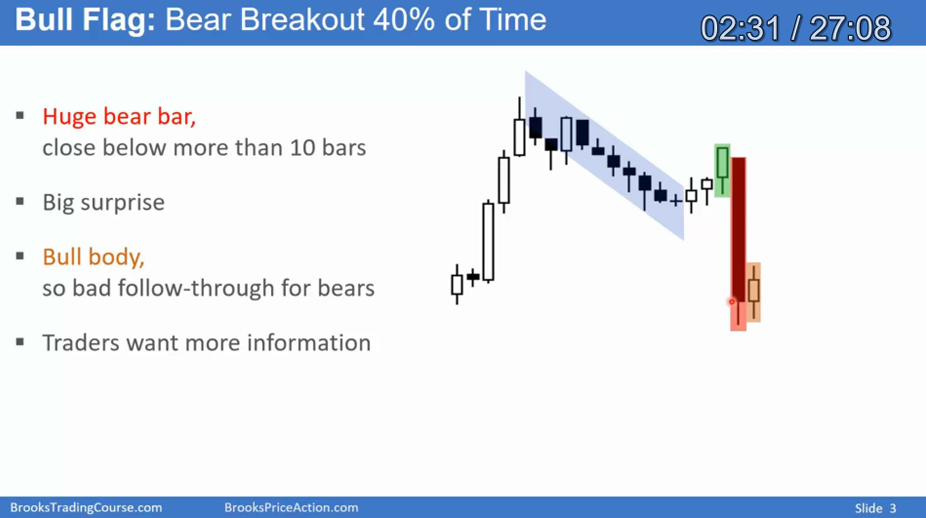 Bull Flag: Bear Breakout 40% of Time
02:31 / 27:08
Huge bear bar,
close below more than 10 bars
Big surprise
Bull body,
so bad follow-through for bears
Traders want more information
BrooksTradingCourse.com
BrooksPriceAction.com
Slide 3